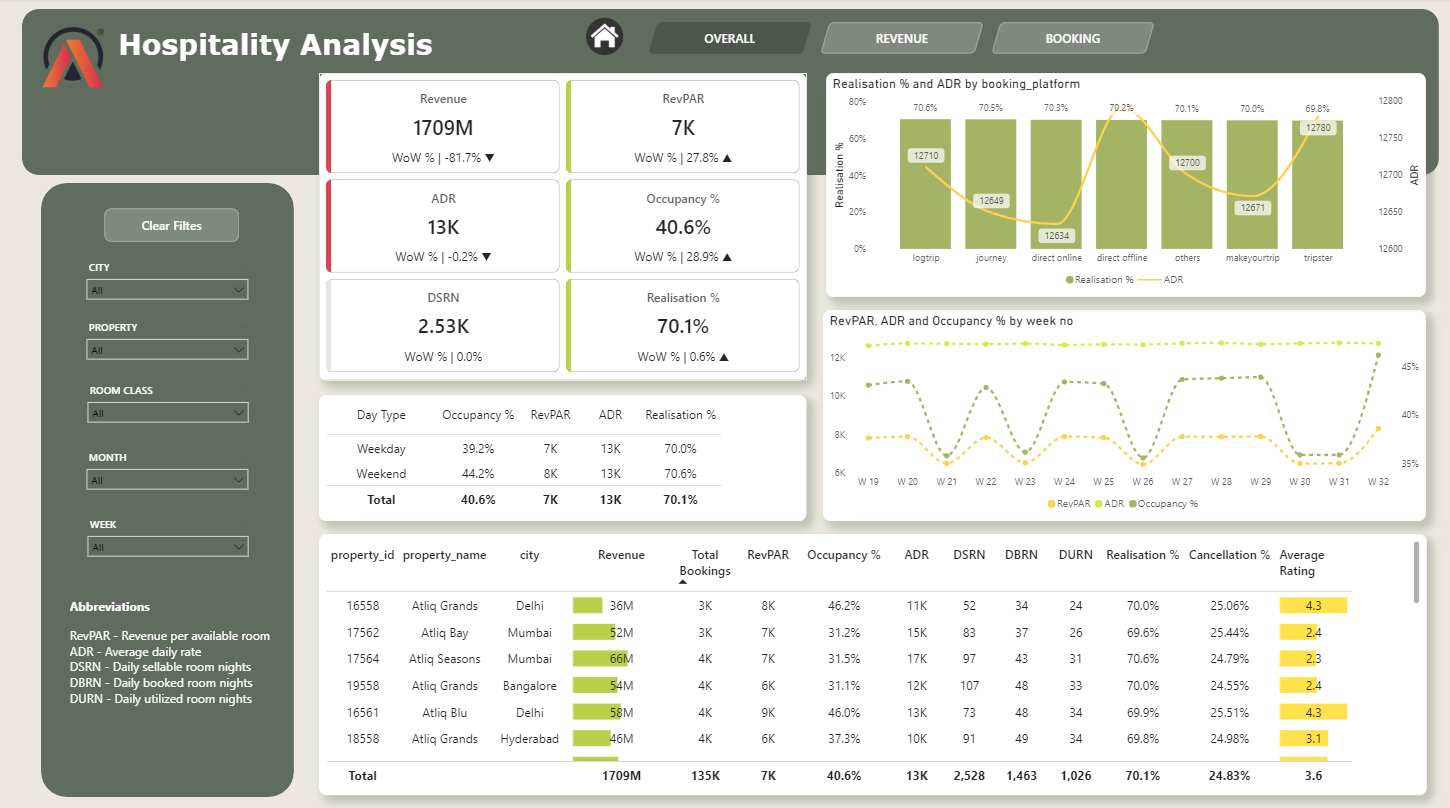 Hospitality Analysis
OVERALL
REVENUE
BOOKING
Clear Filtes
CITY
All
PROPERTY
All
ROOM CLASS
All
MONTH
All
WEEK
All
Abbreviations
RevPAR - Revenue per available room
ADR - Average daily rate
DSRN - Daily sellable room nights
DBRN - Daily booked room nights
DURN - Daily utilized room nights
Revenue
1709M
WoW % | -81.7% ▼
RevPAR
7K
WoW % | 27.8% ▲
ADR
13K
WoW % | -0.2% ▼
Occupancy %
40.6%
WoW % | 28.9% ▲
DSRN
2.53K
WoW % | 0.0%
Realisation %
70.1%
WoW % | 0.6% ▲
Day Type Occupancy % RevPAR ADR Realisation %
Weekday 39.2% 7K 13K 70.0%
Weekend 44.2% 8K 13K 70.6%
Total 40.6% 7K 13K 70.1%
Realisation % and ADR by booking_platform
Realisation %
80%
60%
40%
20%
0%
70.6% 70.5% 70.3% 70.2% 70.1% 70.0% 69.8%
12710 12649 12634 12700 12671 12780
12800
12750
12700
12650
12600
ADR
logtrip journey direct online direct offline others makeyourtrip tripster
Realisation % ADR
RevPAR, ADR and Occupancy % by week no
12K
10K
8K
6K
45%
40%
35%
W 19 W 20 W 21 W 22 W 23 W 24 W 25 W 26 W 27 W 28 W 29 W 30 W 31 W 32
RevPAR ADR Occupancy %
property_id property_name city Revenue Total Bookings RevPAR Occupancy % ADR DSRN DBRN DURN Realisation % Cancellation % Average Rating
16558 Atliq Grands Delhi 36M 3K 8K 46.2% 11K 52 34 24 70.0% 25.06% 4.3
17562 Atliq Bay Mumbai 52M 3K 7K 31.2% 15K 83 37 26 69.6% 25.44% 2.4
17564 Atliq Seasons Mumbai 66M 4K 7K 31.5% 17K 97 43 31 70.6% 24.79% 2.3
19558 Atliq Grands Bangalore 54M 4K 6K 31.1% 12K 107 48 33 70.0% 24.55% 2.4
16561 Atliq Blu Delhi 58M 4K 9K 46.0% 13K 73 48 34 69.9% 25.51% 4.3
18558 Atliq Grands Hyderabad 46M 4K 6K 37.3% 10K 91 49 34 69.8% 24.98% 3.1
Total 1709M 135K 7K 40.6% 13K 2,528 1,463 1,026 70.1% 24.83% 3.6